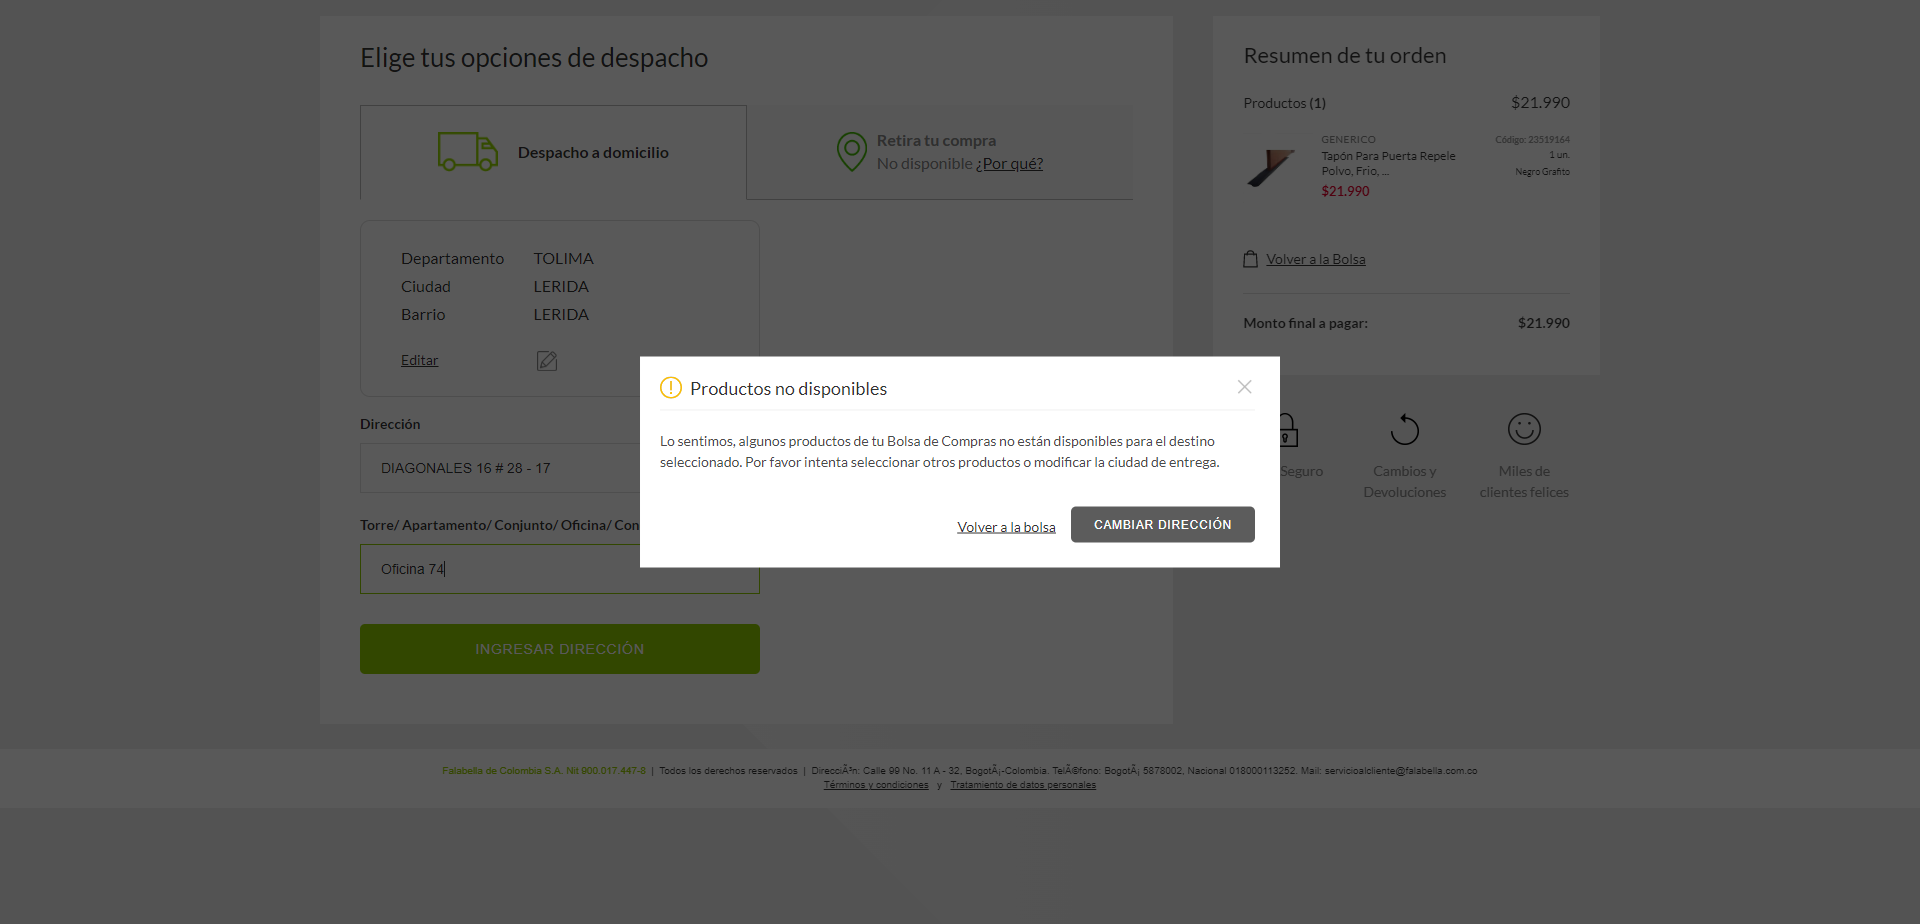 Elige tus opciones de despacho
Despacho a domicilio
Retira tu compra
No disponible ¿Por qué?
Departamento TOLIMA
Ciudad LERIDA
Barrio LERIDA
Editar
Dirección
DIAGONALES 16 # 28 - 17
Torre/ Apartamento/ Conjunto/ Oficina/ Con
Oficina 74
INGRESAR DIRECCIÓN
Resumen de tu orden
Productos (1) $21.990
GENERICO Código: 23519164
Tapón Para Puerta Repele 1 un.
Polvo, Frío, ... Negro Grafito
$21.990
Volver a la Bolsa
Monto final a pagar: $21.990
Seguro
Cambios y
Devoluciones
Miles de
clientes felices
Productos no disponibles
Lo sentimos, algunos productos de tu Bolsa de Compras no están disponibles para el destino
seleccionado. Por favor intenta seleccionar otros productos o modificar la ciudad de entrega.
Volver a la bolsa CAMBIAR DIRECCIÓN
Falabella de Colombia S.A. Nit 900.017.447-8 | Todos los derechos reservados | DirecciÃ³n: Calle 99 No. 11 A - 32, BogotÃ¡-Colombia. TelÃ©fono: BogotÃ¡ 5878002, Nacional 018000113252. Mail: servicioalcliente@falabella.com.co
Términos y condiciones y Tratamiento de datos personales